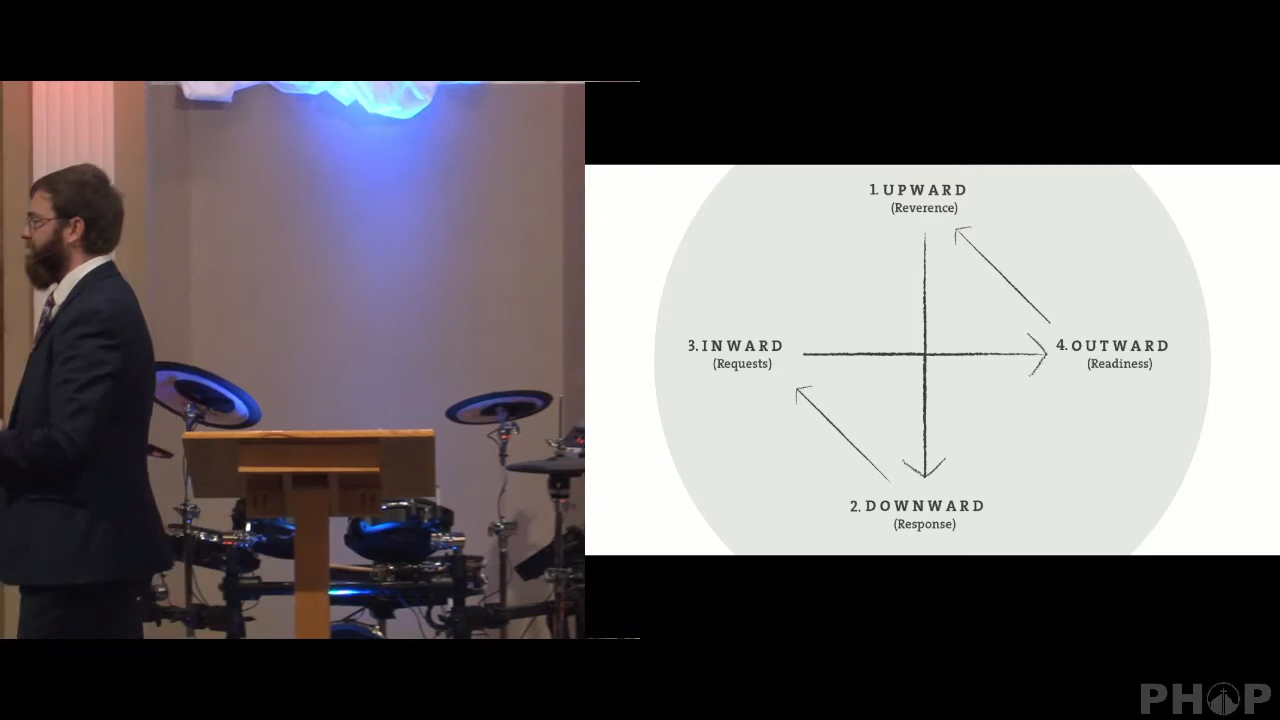 1. UPWARD
(Reverence)
3. INWARD
(Requests)
4. OUTWARD
(Readiness)
2. DOWNWARD
(Response)
PHOP